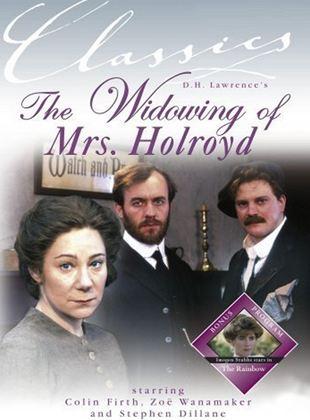 Classics
D.H. Lawrence's
The Widowing of
Mrs. Holroyd
Watch and
BONUS
PROGRAM
Imogen Stubbs stars in
The Rainbow
starring
Colin Firth, Zoë Wanamaker
and Stephen Dillane